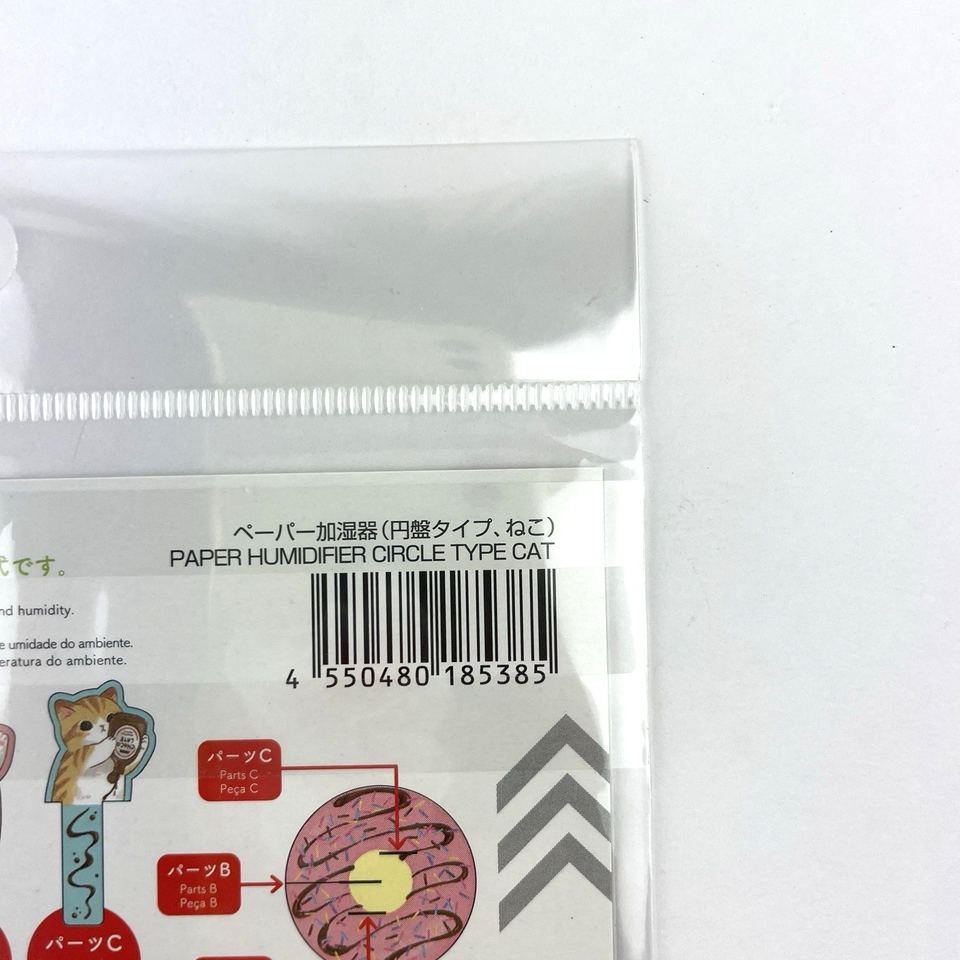 ペーパー加湿器（円盤タイプ、ねこ）
PAPER HUMIDIFIER CIRCLE TYPE CAT
です。
nd humidity.
e umidade do ambiente.
eratura do ambiente.
4 550480 185385
パーツC
Parts C
Peça C
パーツB
Parts B
Peça B
パーツC